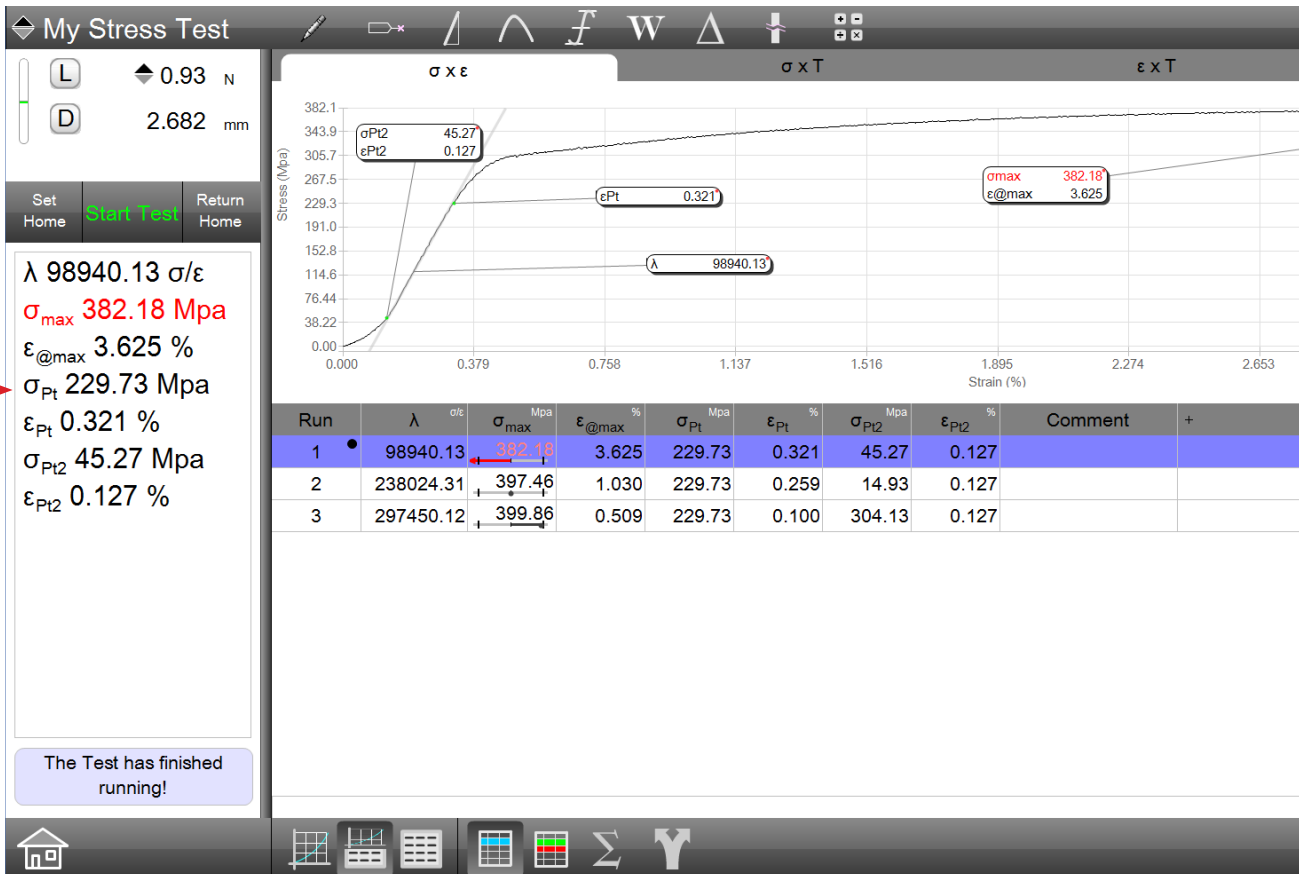 My Stress Test
W
L 0.93 N
D 2.682 mm
Set Home
Start Test
Return Home
λ 98940.13 σ/ε
σmax 382.18 Mpa
ε@max 3.625 %
σPt 229.73 Mpa
εPt 0.321 %
σPt2 45.27 Mpa
εPt2 0.127 %
The Test has finished
running!
σ x ε
σ x T
ε x T
Stress (Mpa)
382.1
343.9
305.7
267.5
229.3
191.0
152.8
114.6
76.44
38.22
0.00
σPt2 45.27*
εPt2 0.127
εPt 0.321*
λ 98940.13*
σmax 382.18*
ε@max 3.625
0.000 0.379 0.758 1.137 1.516 1.895 2.274 2.653
Strain (%)
Run λ σ/ε σmax Mpa ε@max % σPt Mpa εPt % σPt2 Mpa εPt2 % Comment +
1 98940.13 382.18 3.625 229.73 0.321 45.27 0.127
2 238024.31 397.46 1.030 229.73 0.259 14.93 0.127
3 297450.12 399.86 0.509 229.73 0.100 304.13 0.127
Σ